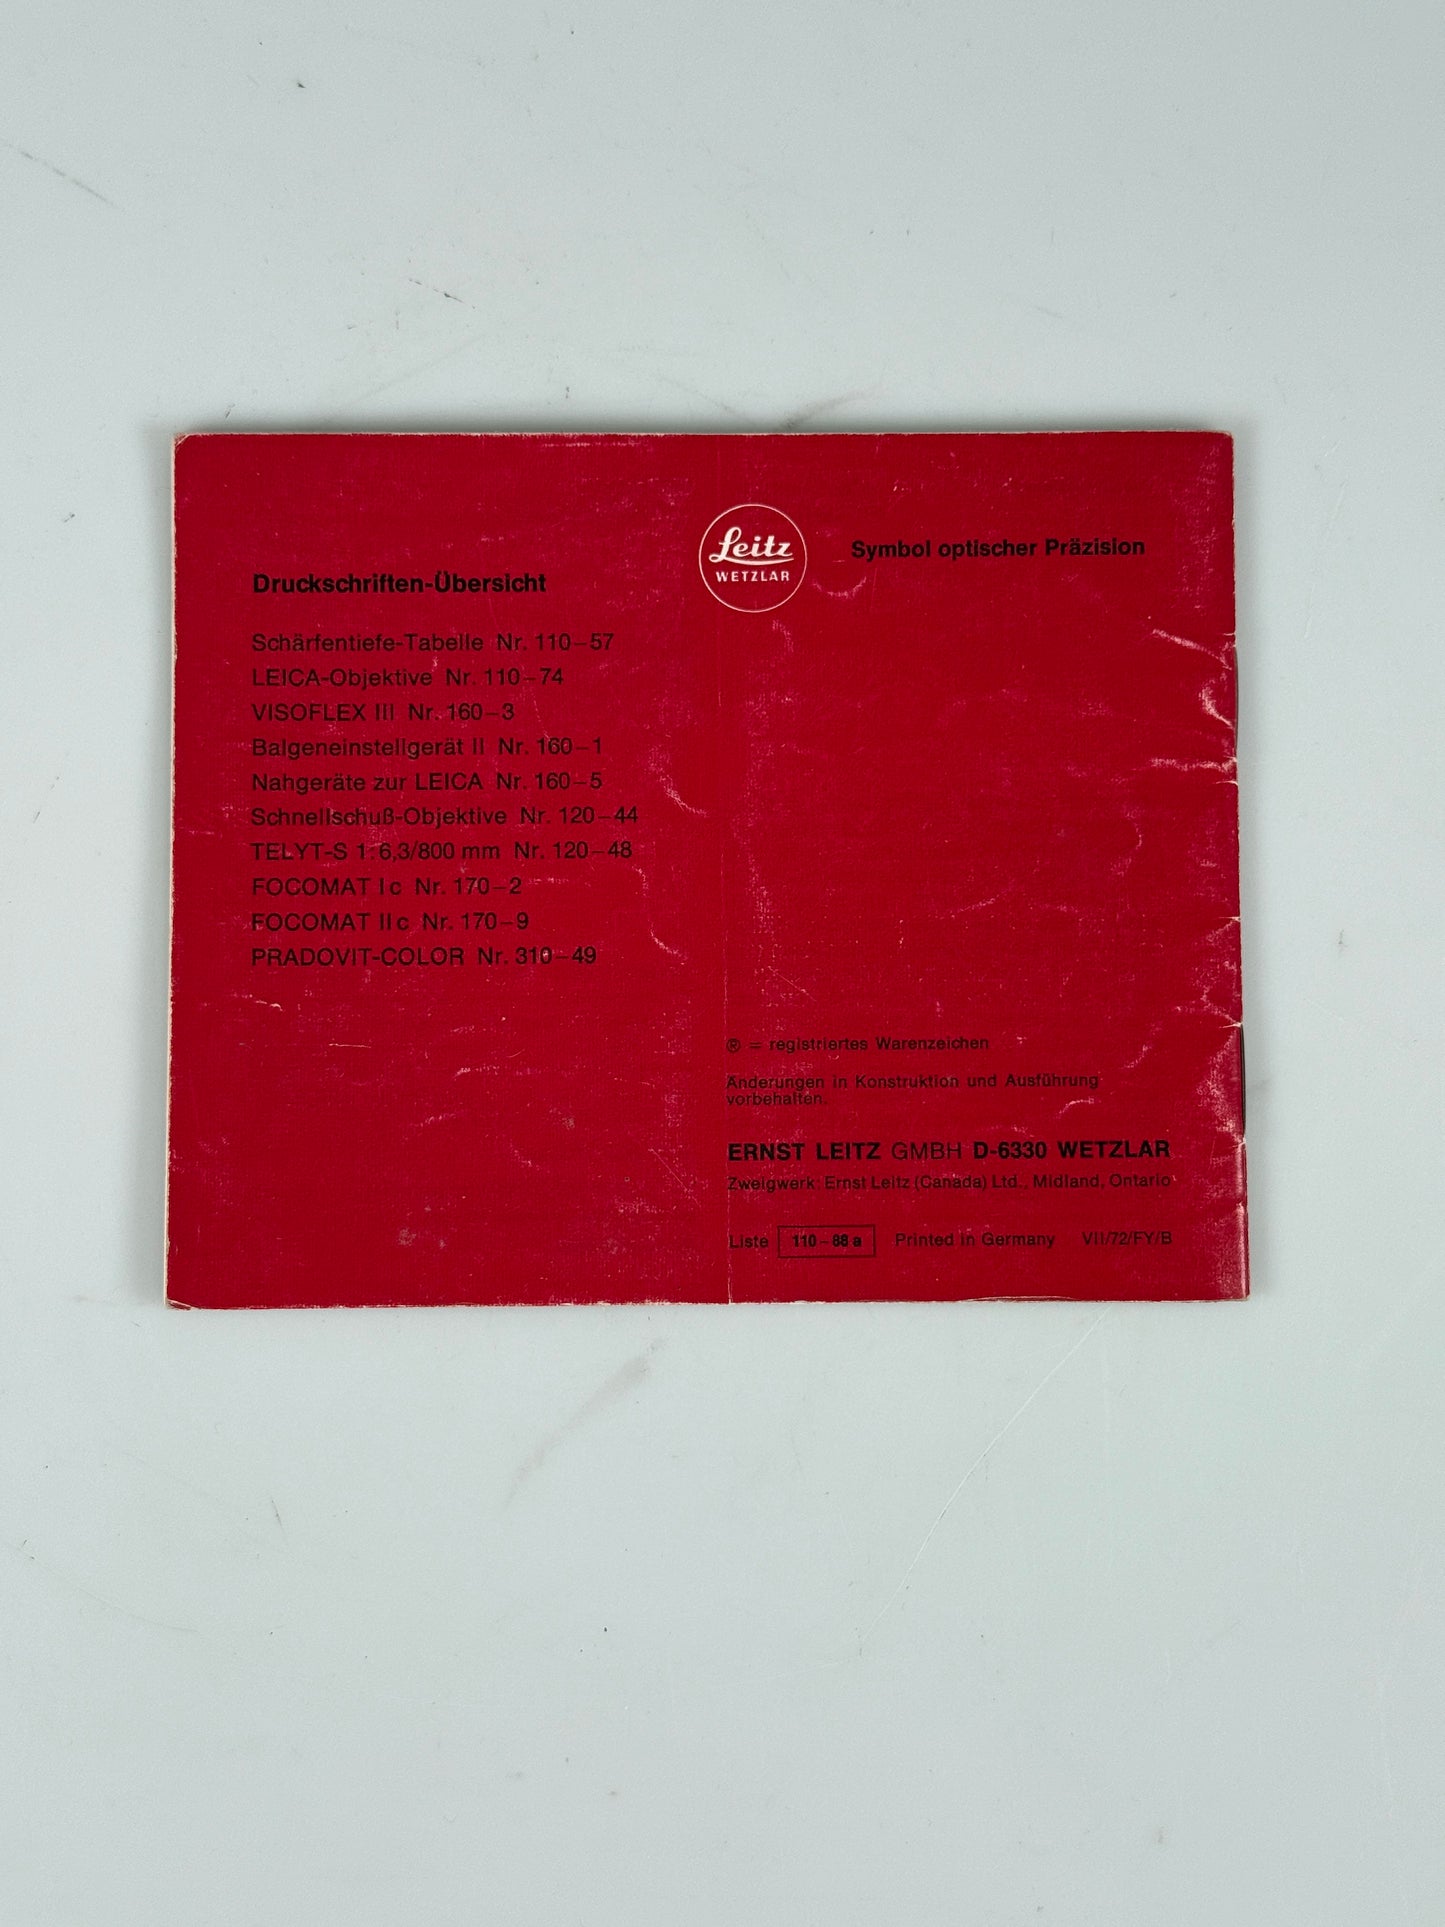 Druckschriften-Übersicht
Schärfentiefe-Tabelle Nr. 110–57
LEICA-Objektive Nr. 110–74
VISOFLEX III Nr. 160–3
Balgeneinstellgerät II Nr. 160–1
Nahgeräte zur LEICA Nr. 160–5
Schnellschuß-Objektive Nr. 120–44
TELYT-S 1:6,3/800 mm Nr. 120–48
FOCOMAT I c Nr. 170–2
FOCOMAT II c Nr. 170–9
PRADOVIT-COLOR Nr. 310–49
Leitz
WETZLAR
Symbol optischer Präzision
® = registriertes Warenzeichen
Änderungen in Konstruktion und Ausführung
vorbehalten.
ERNST LEITZ GMBH D-6330 WETZLAR
Zweigwerk: Ernst Leitz (Canada) Ltd., Midland, Ontario
Liste 110–88 a Printed in Germany VII/72/FY/B